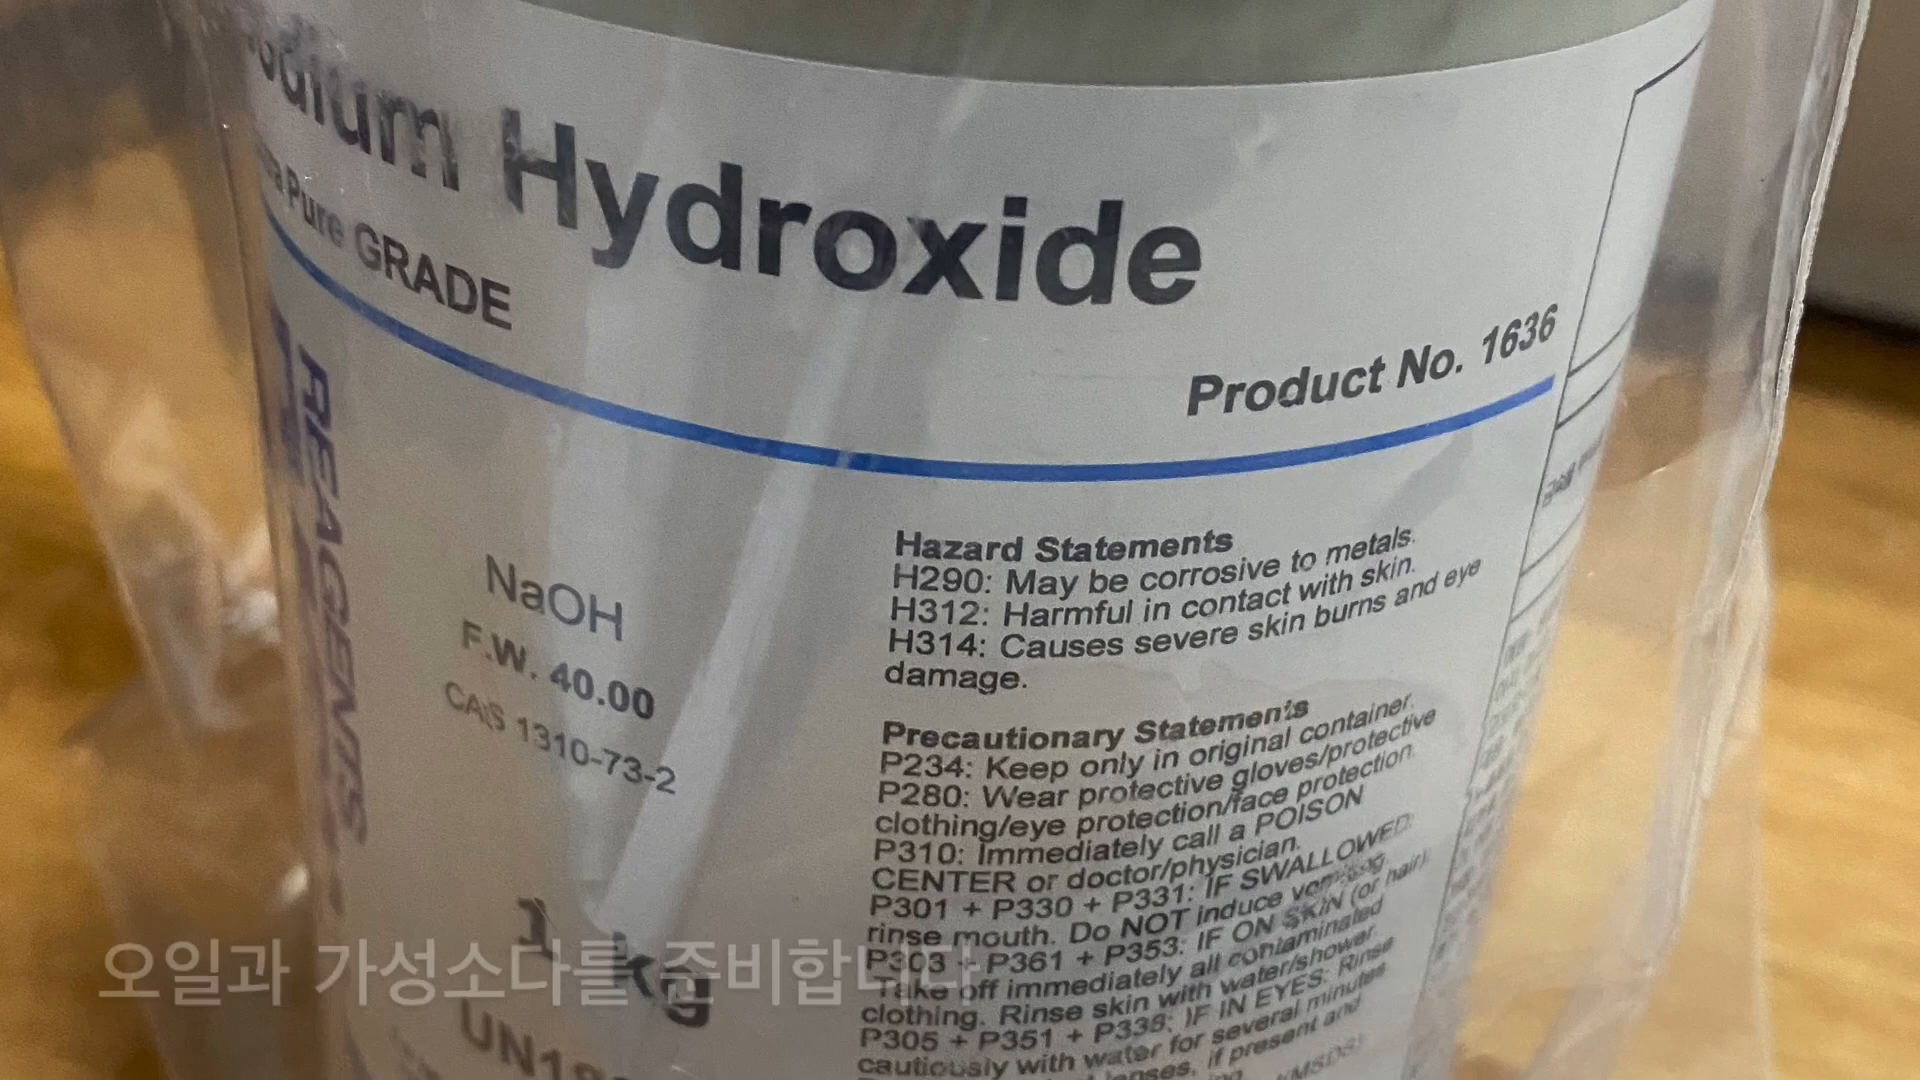 Hydroxide
Pure GRADE
Product No. 1636
REAGENTS
NaOH
F.W. 40.00
CAS 1310-73-2
1 kg
Hazard Statements
H290: May be corrosive to metals.
H312: Harmful in contact with skin.
H314: Causes severe skin burns and eye
damage.
Precautionary Statements
P234: Keep only in original container.
P280: Wear protective gloves/protective
clothing/eye protection/face protection.
P310: Immediately call a POISON
CENTER or doctor/physician.
P301 + P330 + P331: IF SWALLOWED:
rinse mouth. Do NOT induce vomiting.
P303 + P361 + P353: IF ON SKIN (or hair):
Take off immediately all contaminated
clothing. Rinse skin with water/shower.
P305 + P351 + P338: IF IN EYES: Rinse
cautiously with water for several minutes
if present and
오일과 가성소다를 준비합니다